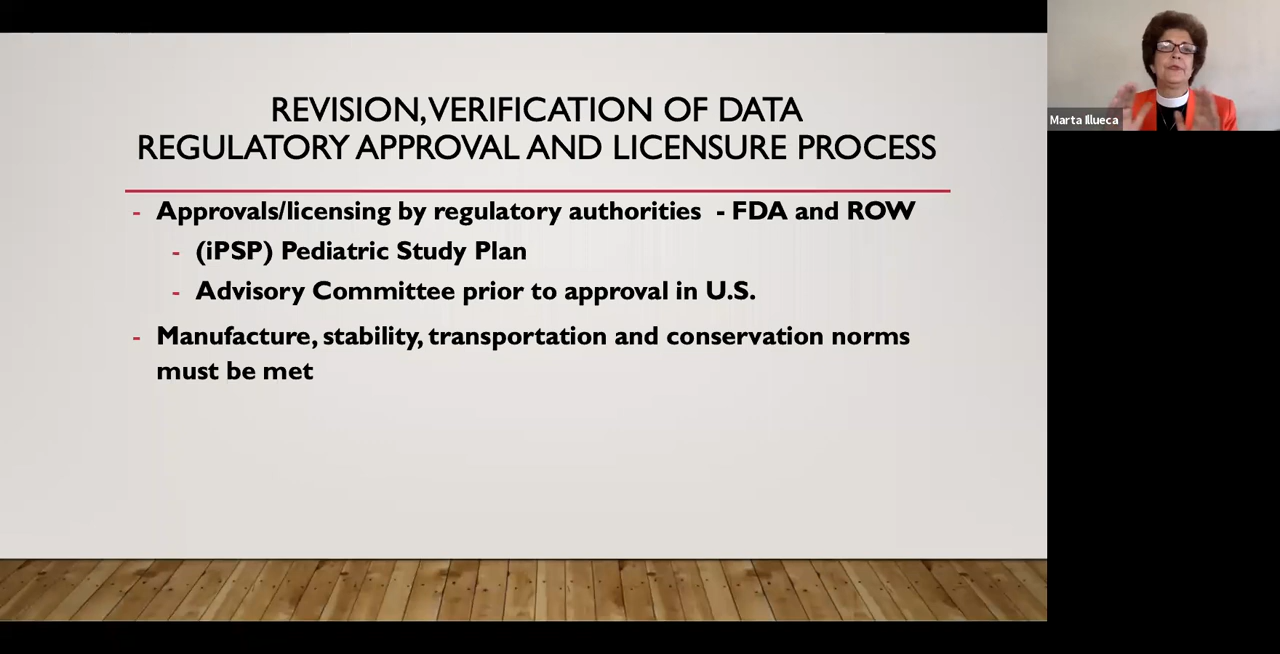 REVISION, VERIFICATION OF DATA
REGULATORY APPROVAL AND LICENSURE PROCESS
- Approvals/licensing by regulatory authorities - FDA and ROW
- (iPSP) Pediatric Study Plan
- Advisory Committee prior to approval in U.S.
- Manufacture, stability, transportation and conservation norms
must be met
Marta Illueca